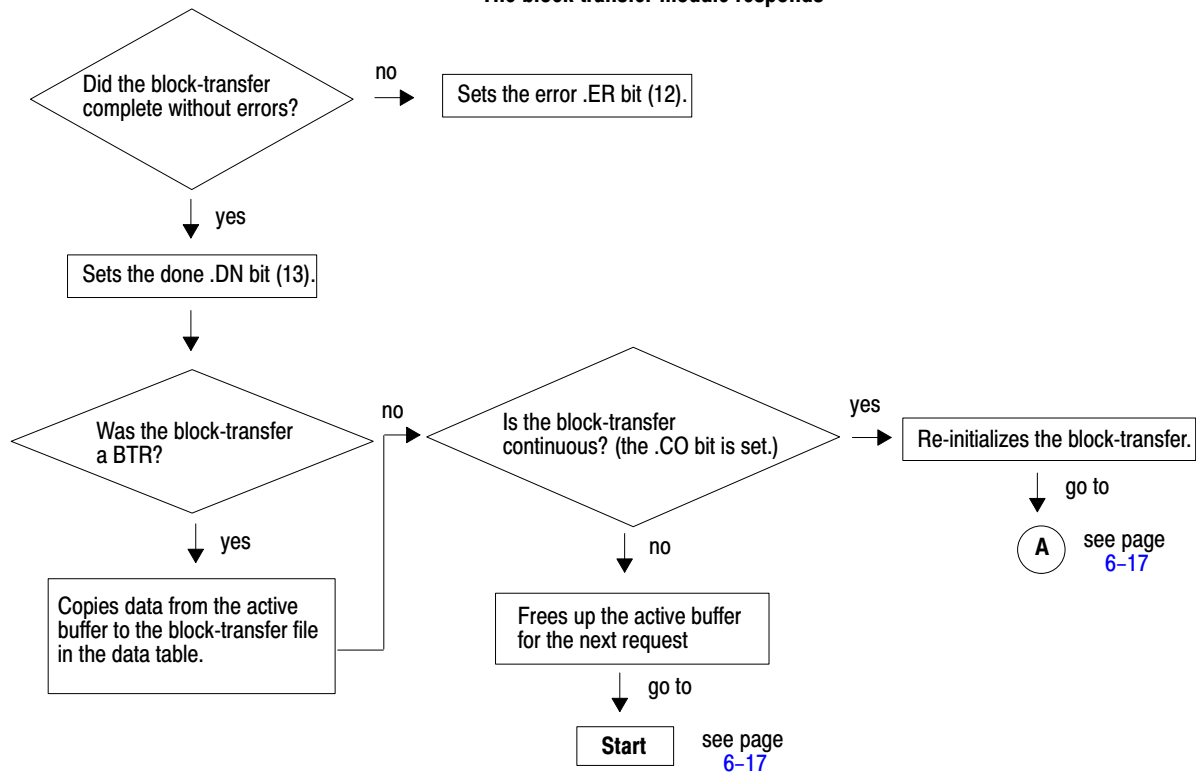 The block-transfer module responds
Did the block-transfer
complete without errors?
no
Sets the error .ER bit (12).
yes
Sets the done .DN bit (13).
Was the block-transfer
a BTR?
no
yes
Copies data from the active
buffer to the block-transfer file
in the data table.
Is the block-transfer
continuous? (the .CO bit is set.)
yes
Re-initializes the block-transfer.
go to
A
see page
6–17
no
Frees up the active buffer
for the next request
go to
Start
see page
6–17